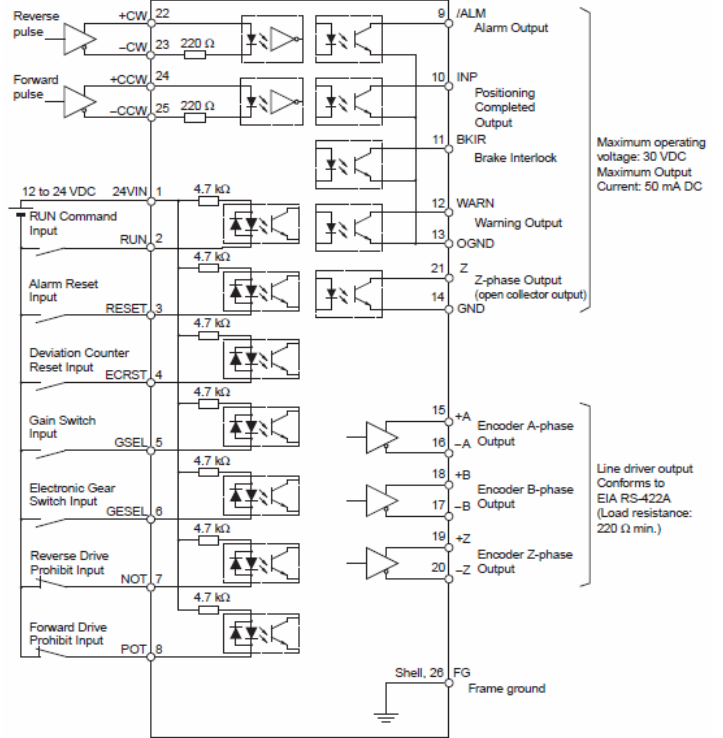 Reverse
pulse
+CW 22
−CW 23 220 Ω
Forward
pulse
+CCW 24
−CCW 25 220 Ω
12 to 24 VDC 24VIN 1 4.7 kΩ
RUN Command
Input
RUN 2
4.7 kΩ
Alarm Reset
Input
RESET 3
4.7 kΩ
Deviation Counter
Reset Input
ECRST 4
4.7 kΩ
Gain Switch
Input
GSEL 5
4.7 kΩ
Electronic Gear
Switch Input
GESEL 6
4.7 kΩ
Reverse Drive
Prohibit Input
NOT 7
4.7 kΩ
Forward Drive
Prohibit Input
POT 8
9 /ALM
Alarm Output
10 INP
Positioning
Completed
Output
11 BKIR
Brake Interlock
12 WARN
Warning Output
13 OGND
21 Z
Z-phase Output
(open collector output)
14 GND
Maximum operating
voltage: 30 VDC
Maximum Output
Current: 50 mA DC
15 +A
Encoder A-phase
16 −A Output
18 +B
Encoder B-phase
17 −B Output
19 +Z
Encoder Z-phase
20 −Z Output
Line driver output
Conforms to
EIA RS-422A
(Load resistance:
220 Ω min.)
Shell, 26 FG
Frame ground